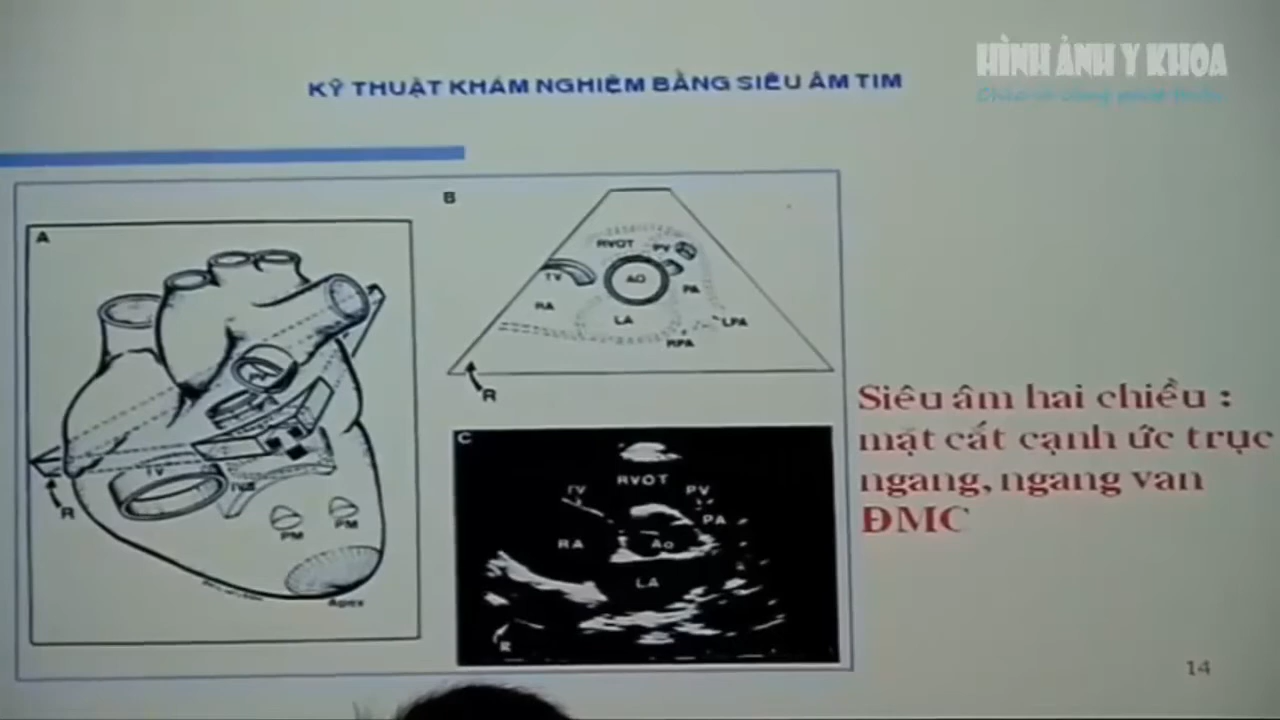 HÌNH ẢNH Y KHOA
KỸ THUẬT KHÁM NGHIỆM BẰNG SIÊU ÂM TIM
A
TV
R
PM
PM
Apex
B
RVOT
PV
TV
AO
RA
PA
LA
LPA
RPA
R
C
RVOT
TV
PV
PA
RA
Ao
LA
R
Siêu âm hai chiều :
mặt cắt cạnh ức trục
ngang, ngang van
ĐMC
14